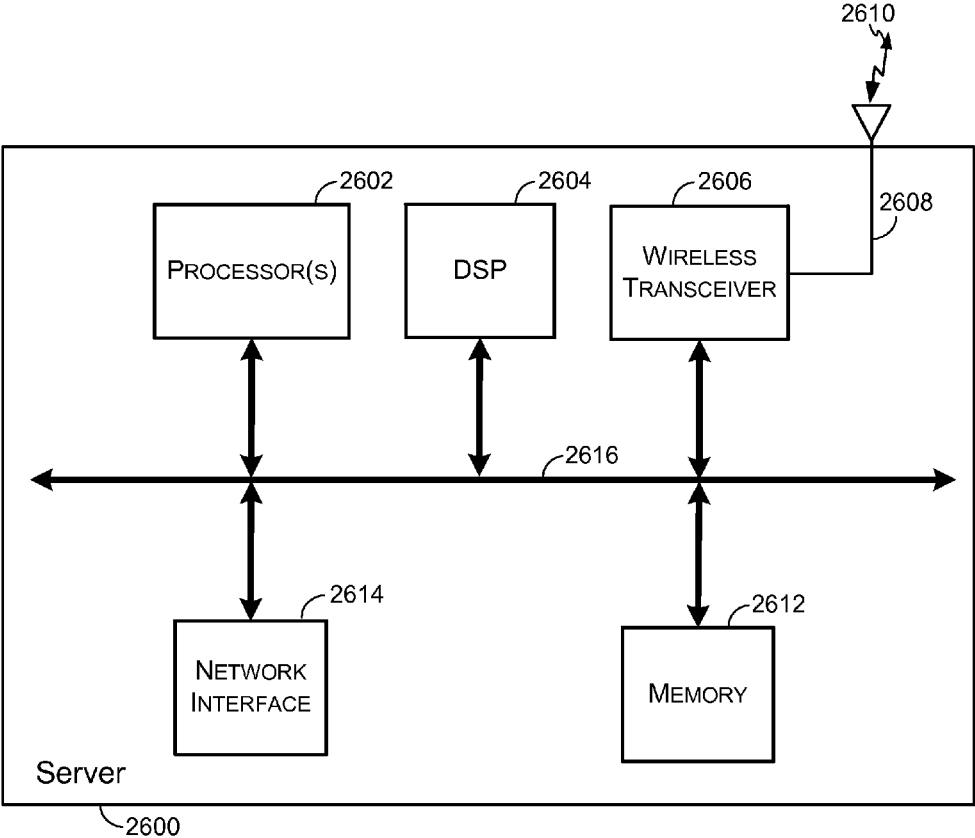 2610
2602
2604
2606
2608
PROCESSOR(S)
DSP
WIRELESS
TRANSCEIVER
2616
2614
2612
NETWORK
INTERFACE
MEMORY
Server
2600